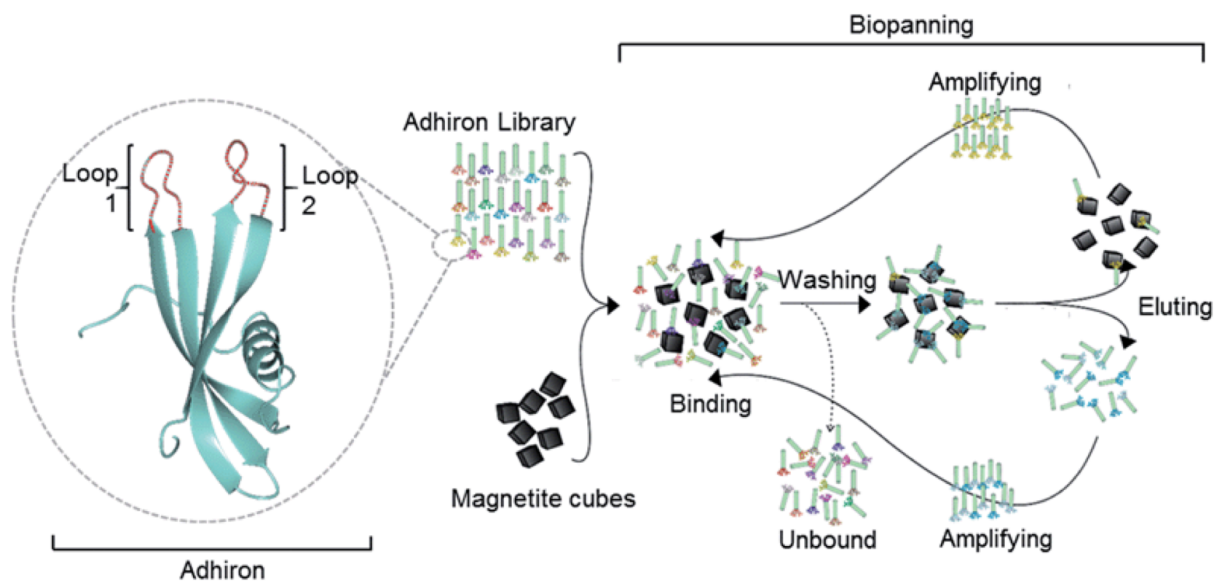 Biopanning
Amplifying
Adhiron Library
Loop
1
Loop
2
Washing
Eluting
Binding
Magnetite cubes
Unbound
Amplifying
Adhiron